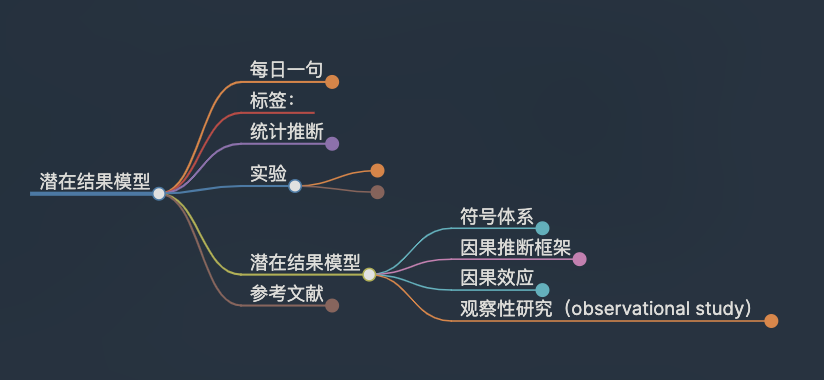 每日一句
标签：
统计推断
潜在结果模型
实验
符号体系
因果推断框架
潜在结果模型
因果效应
参考文献
观察性研究（observational study）